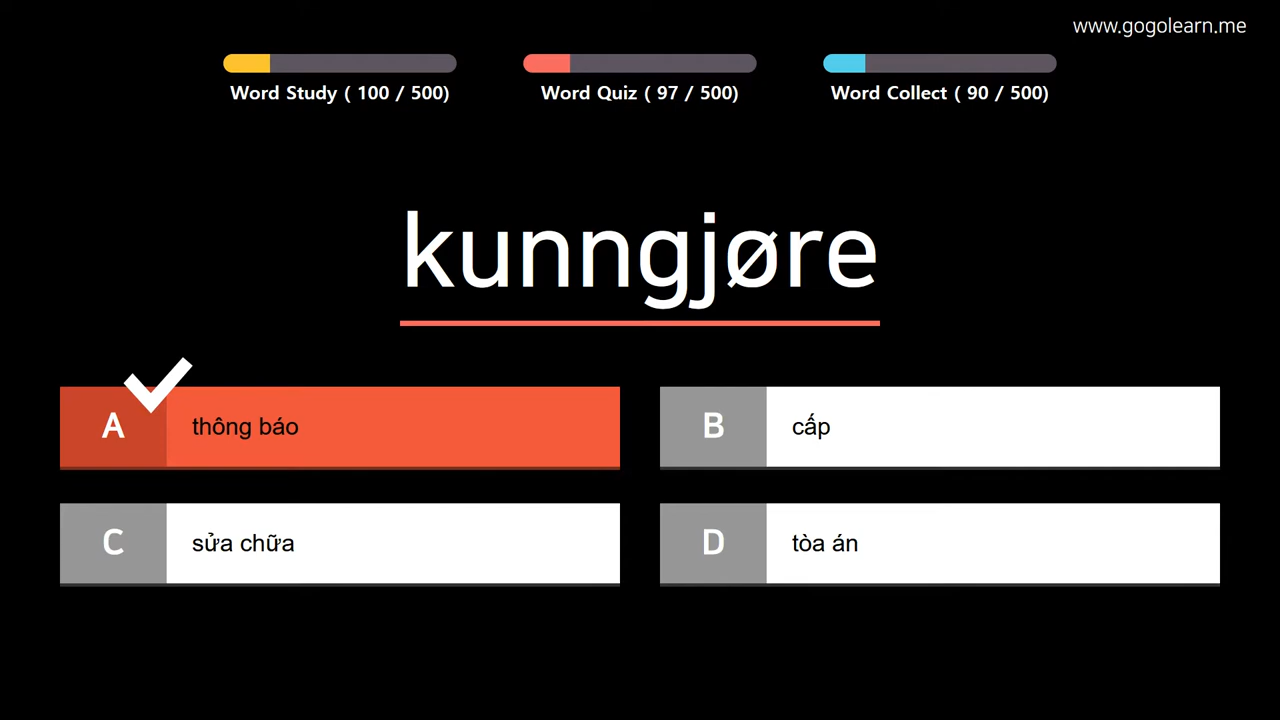 www.gogolearn.me
Word Study ( 100 / 500)
Word Quiz ( 97 / 500)
Word Collect ( 90 / 500)
kunngjøre
A thông báo
B cấp
C sửa chữa
D tòa án